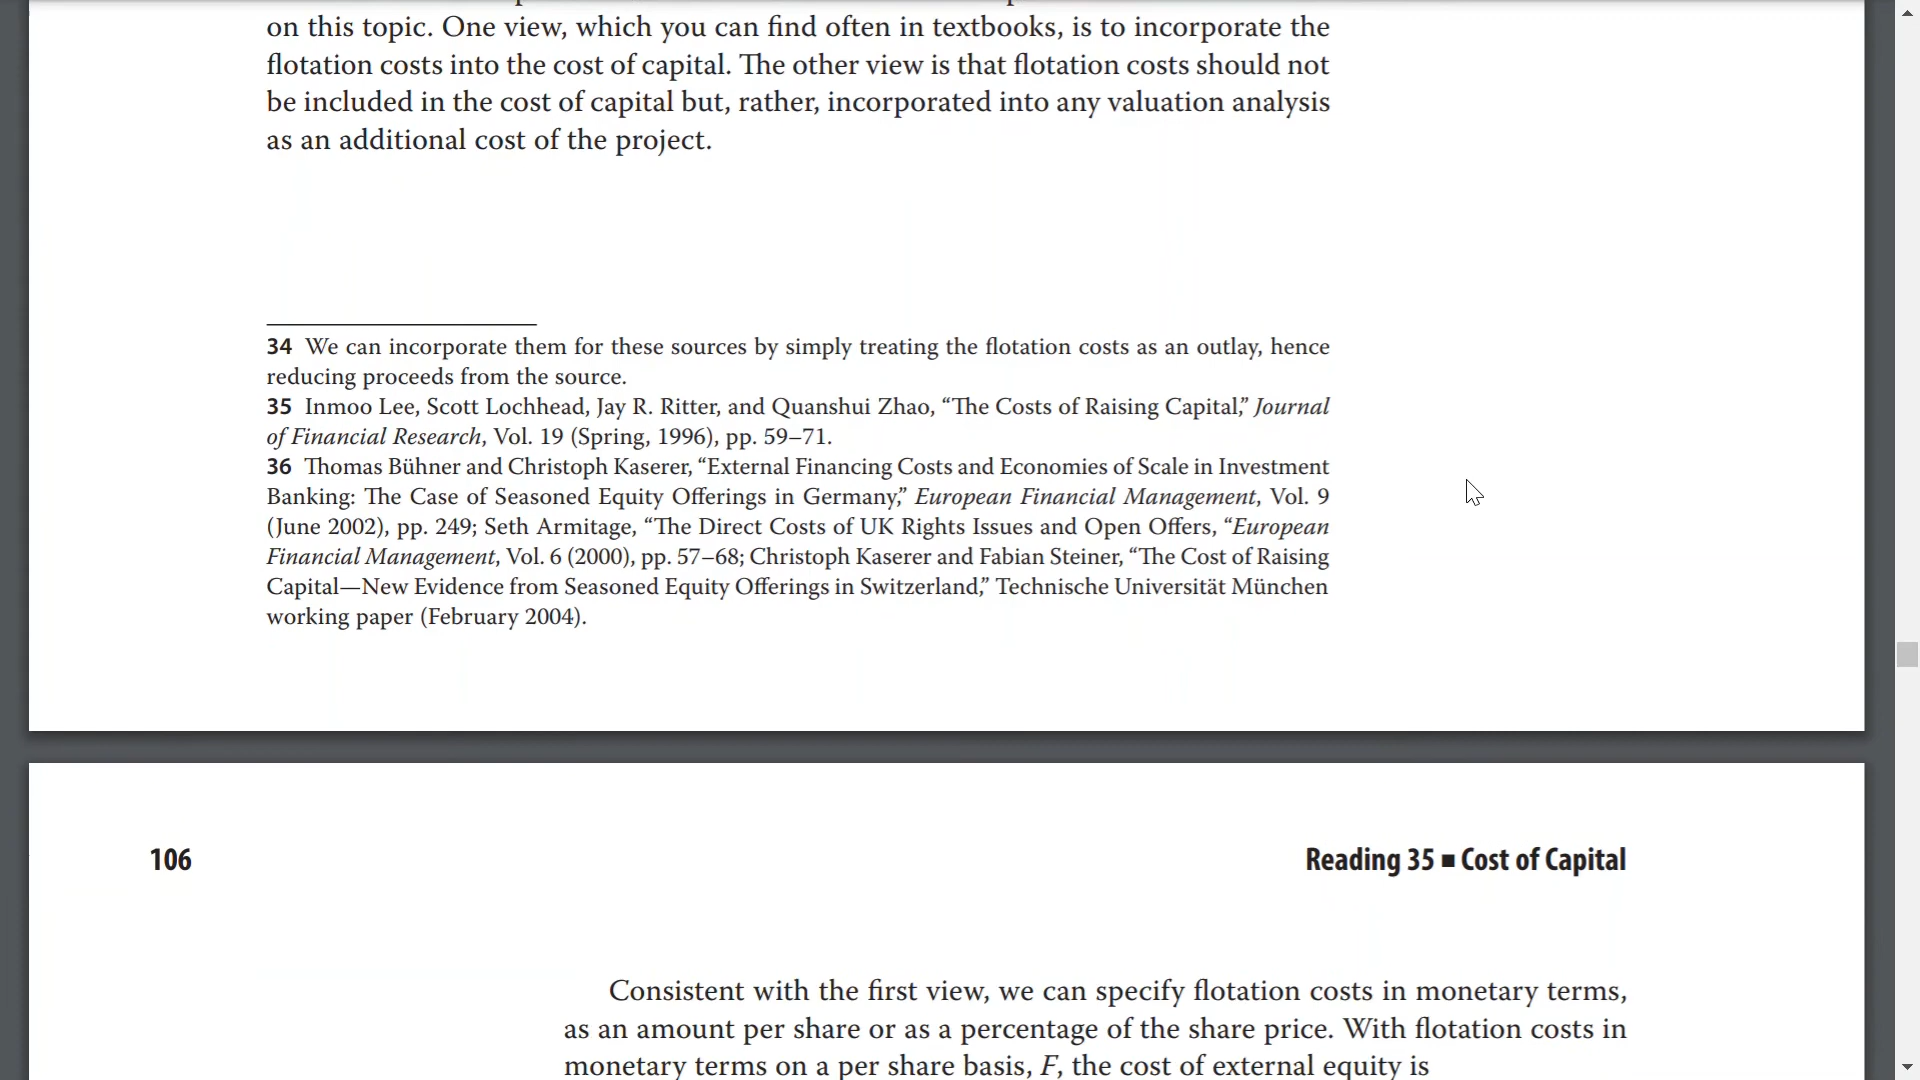 on this topic. One view, which you can find often in textbooks, is to incorporate the
flotation costs into the cost of capital. The other view is that flotation costs should not
be included in the cost of capital but, rather, incorporated into any valuation analysis
as an additional cost of the project.
34 We can incorporate them for these sources by simply treating the flotation costs as an outlay, hence
reducing proceeds from the source.
35 Inmoo Lee, Scott Lochhead, Jay R. Ritter, and Quanshui Zhao, “The Costs of Raising Capital,” Journal
of Financial Research, Vol. 19 (Spring, 1996), pp. 59–71.
36 Thomas Bühner and Christoph Kaserer, “External Financing Costs and Economies of Scale in Investment
Banking: The Case of Seasoned Equity Offerings in Germany,” European Financial Management, Vol. 9
(June 2002), pp. 249; Seth Armitage, “The Direct Costs of UK Rights Issues and Open Offers, “European
Financial Management, Vol. 6 (2000), pp. 57–68; Christoph Kaserer and Fabian Steiner, “The Cost of Raising
Capital—New Evidence from Seasoned Equity Offerings in Switzerland,” Technische Universität München
working paper (February 2004).
106 Reading 35 ■ Cost of Capital
Consistent with the first view, we can specify flotation costs in monetary terms,
as an amount per share or as a percentage of the share price. With flotation costs in
monetary terms on a per share basis, F, the cost of external equity is